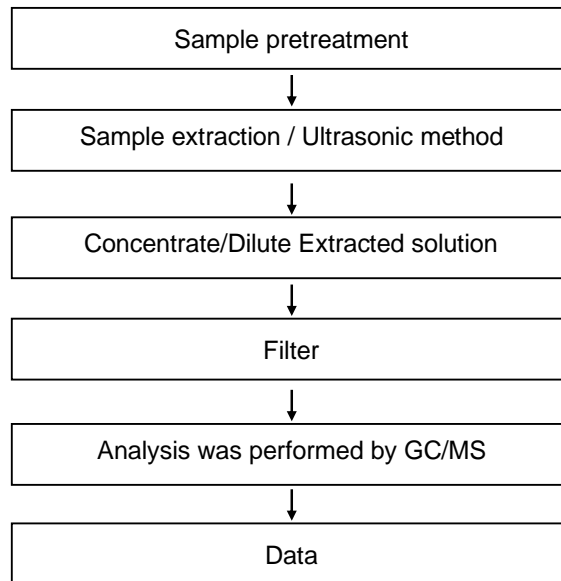 Sample pretreatment
Sample extraction / Ultrasonic method
Concentrate/Dilute Extracted solution
Filter
Analysis was performed by GC/MS
Data